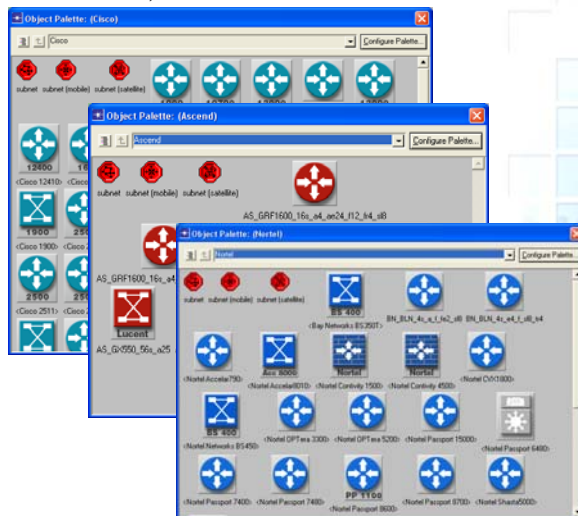 Object Palette: (Cisco)
Cisco
Configure Palette...
subnet subnet (mobile) subnet (satellite)
12400
<Cisco 12410>
1900
<Cisco 1900>
2500
<Cisco 2511>
Object Palette: (Ascend)
Ascend
Configure Palette...
subnet subnet (mobile) subnet (satellite)
AS_GRF1600_16s_a4_ae24_f12_fr4_sl8
AS_GRF1600_16s_a4
Lucent
AS_GX550_56s_a25
Object Palette: (Nortel)
Nortel
Configure Palette...
subnet subnet (mobile) subnet (satellite)
BS 400
<Bay Networks BS350T>
Acc 8000
Nortel
Nortel
<Nortel Accelar790> <Nortel Accelar8010> <Nortel Contivity 1500> <Nortel Contivity 4500> <Nortel CVX1800>
BS 400
<Nortel Networks BS450> <Nortel OPTera 3300> <Nortel OPTera 5200> <Nortel Passport 15000> <Nortel Passport 6480>
PP 1100
<Nortel Passport 7400> <Nortel Passport 7480> <Nortel Passport 8600> <Nortel Passport 8700> <Nortel Shasta5000>